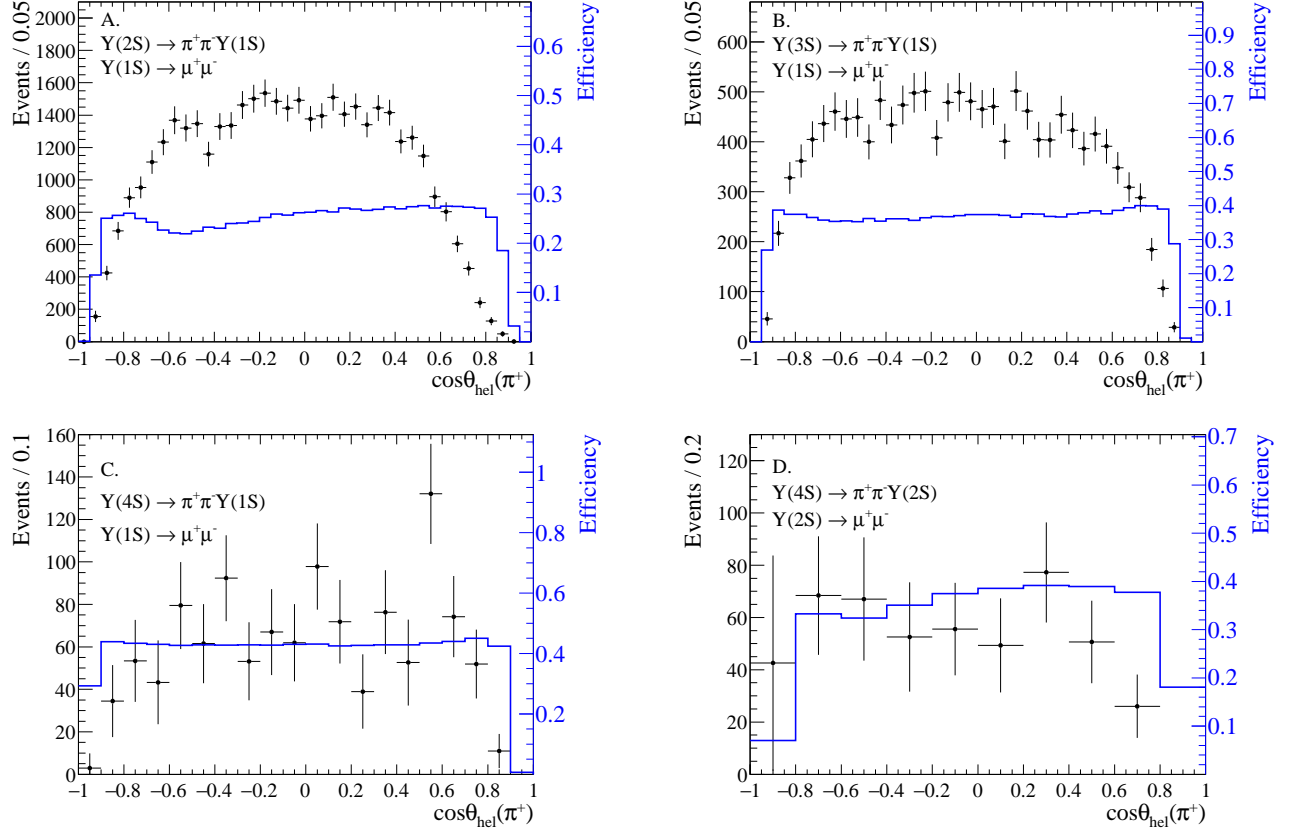 A.
Υ(2S) → π⁺π⁻Υ(1S)
Υ(1S) → μ⁺μ⁻
Events / 0.05
0 200 400 600 800 1000 1200 1400 1600 1800 2000
−1 −0.8 −0.6 −0.4 −0.2 0 0.2 0.4 0.6 0.8 1
cosθhel(π⁺)
0.1 0.2 0.3 0.4 0.5 0.6
Efficiency
B.
Υ(3S) → π⁺π⁻Υ(1S)
Υ(1S) → μ⁺μ⁻
Events / 0.05
0 100 200 300 400 500 600
−1 −0.8 −0.6 −0.4 −0.2 0 0.2 0.4 0.6 0.8 1
cosθhel(π⁺)
0.1 0.2 0.3 0.4 0.5 0.6 0.7 0.8 0.9
Efficiency
C.
Υ(4S) → π⁺π⁻Υ(1S)
Υ(1S) → μ⁺μ⁻
Events / 0.1
0 20 40 60 80 100 120 140 160
−1 −0.8 −0.6 −0.4 −0.2 0 0.2 0.4 0.6 0.8 1
cosθhel(π⁺)
0.2 0.4 0.6 0.8 1
Efficiency
D.
Υ(4S) → π⁺π⁻Υ(2S)
Υ(2S) → μ⁺μ⁻
Events / 0.2
0 20 40 60 80 100 120
−1 −0.8 −0.6 −0.4 −0.2 0 0.2 0.4 0.6 0.8 1
cosθhel(π⁺)
0.1 0.2 0.3 0.4 0.5 0.6 0.7
Efficiency